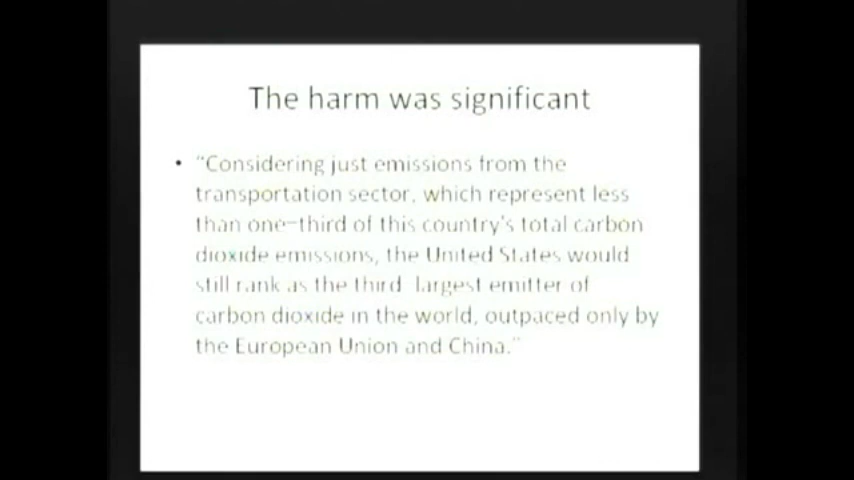 The harm was significant
• "Considering just emissions from the
transportation sector, which represent less
than one-third of this country's total carbon
dioxide emissions, the United States would
still rank as the third largest emitter of
carbon dioxide in the world, outpaced only by
the European Union and China."